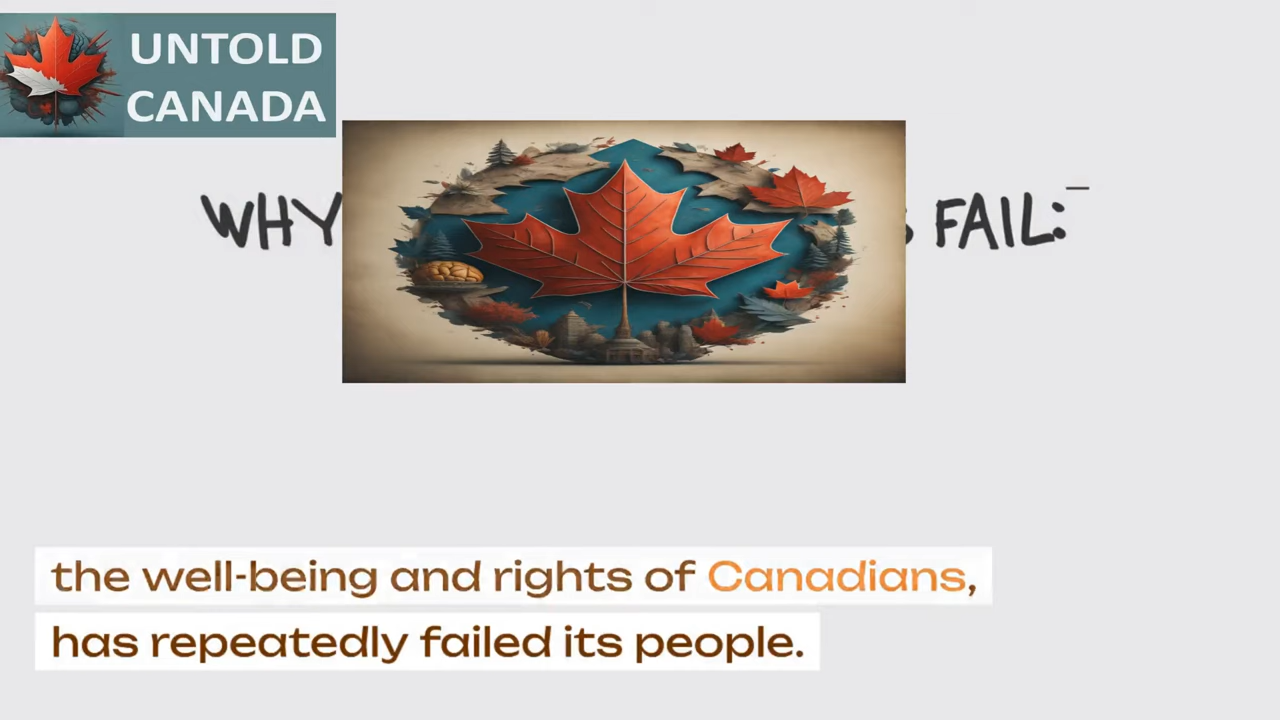 UNTOLD
CANADA
WHY FAIL:
the well-being and rights of Canadians,
has repeatedly failed its people.